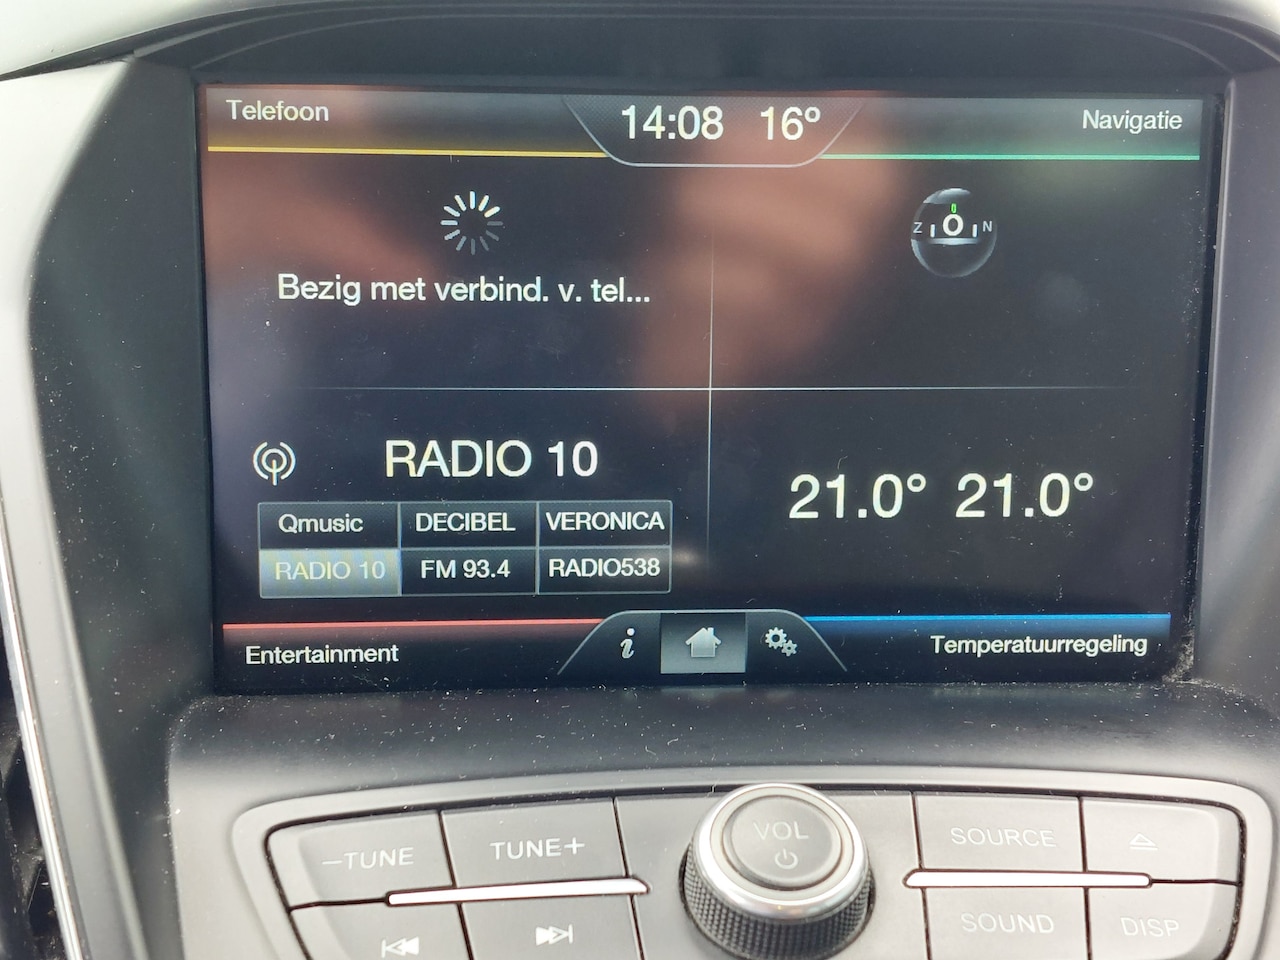 Telefoon
14:08 16°
Navigatie
Z O N
Bezig met verbind. v. tel...
RADIO 10
Qmusic DECIBEL VERONICA
RADIO 10 FM 93.4 RADIO538
21.0° 21.0°
Entertainment
i
Temperatuurregeling
–TUNE TUNE+
VOL
SOURCE
SOUND DISP